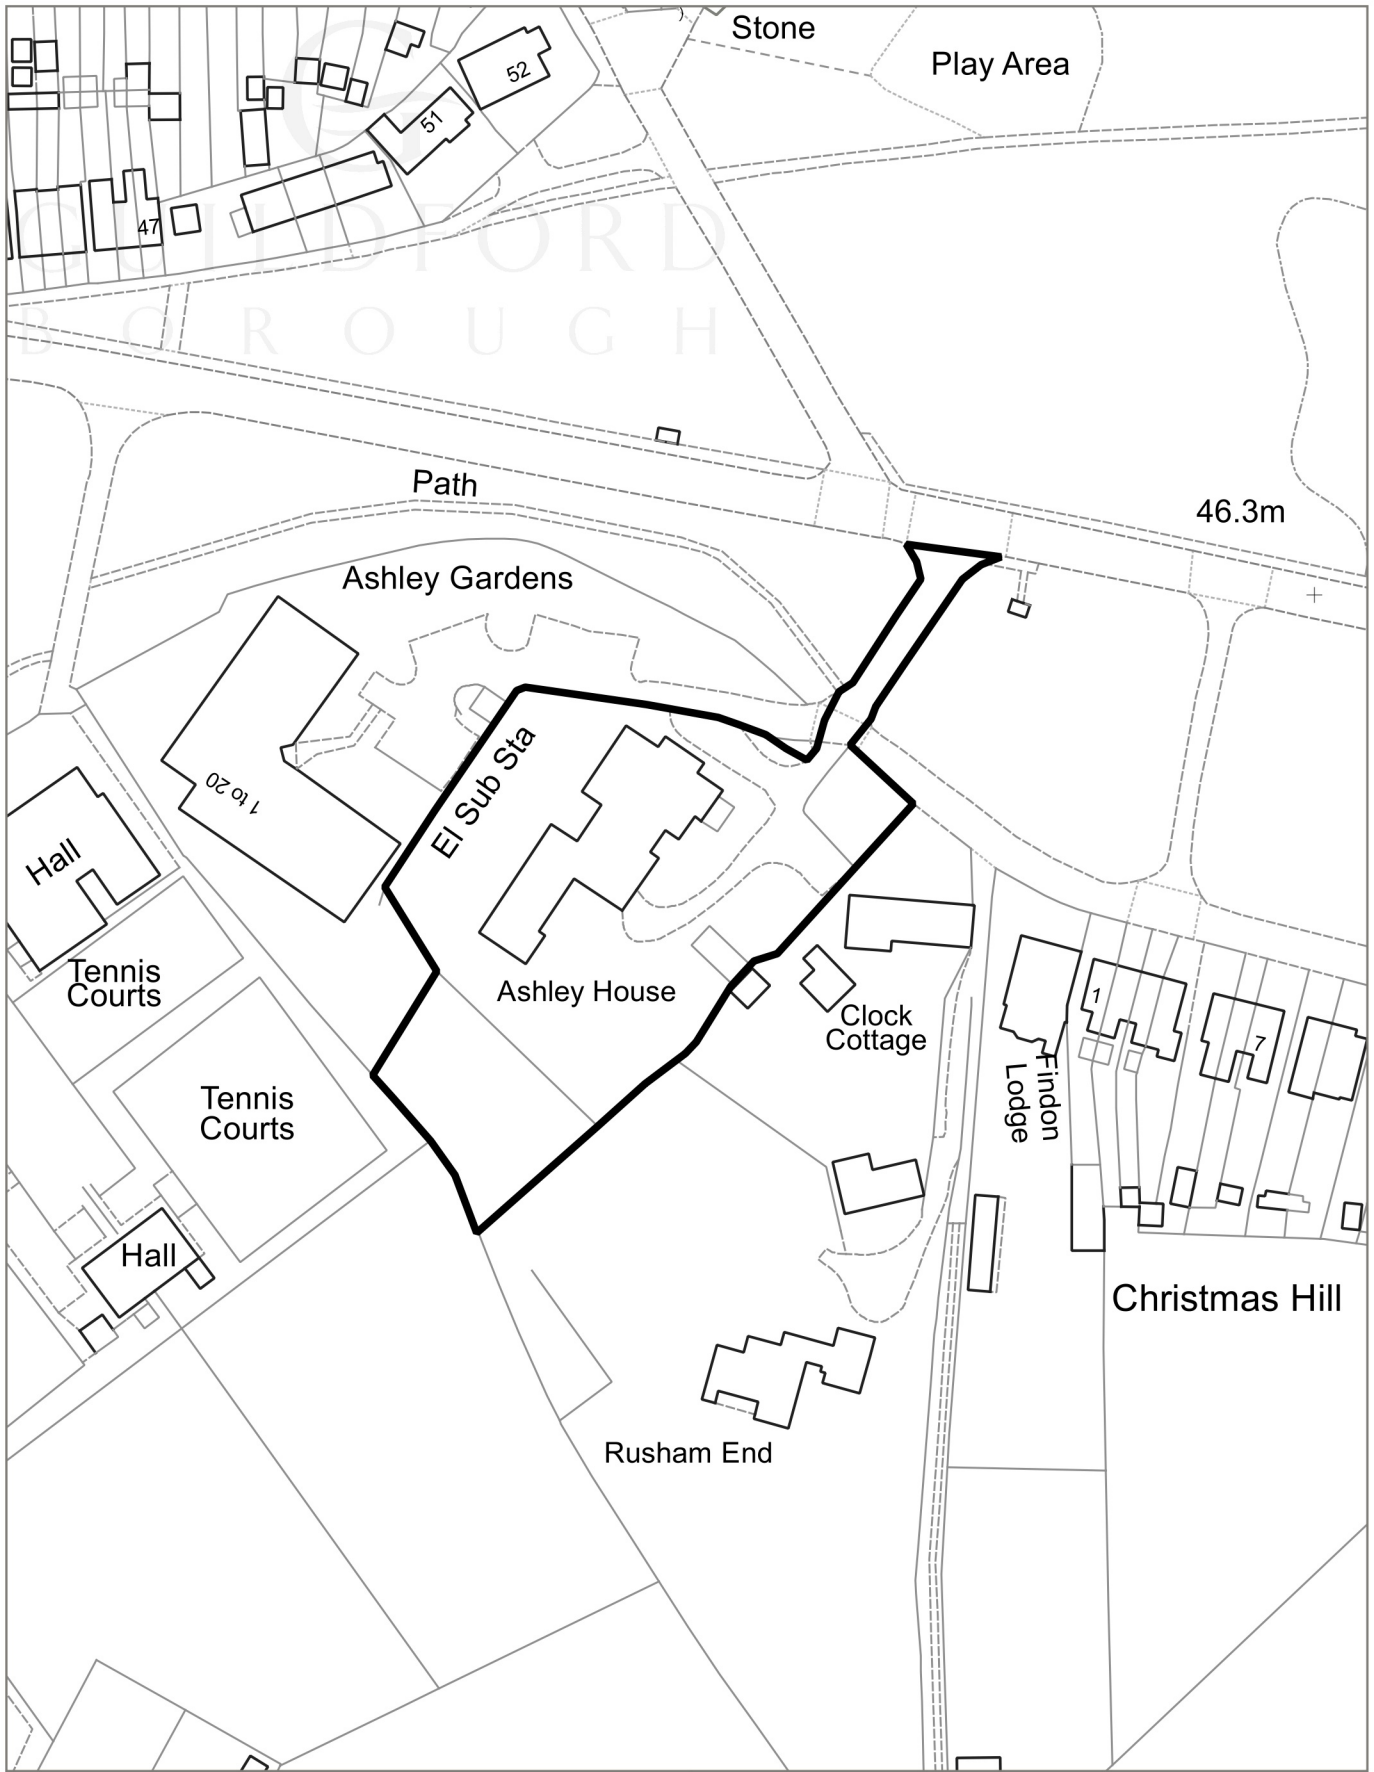 Stone
Play Area
52
51
47
GUILDFORD
BOROUGH
Path
46.3m
Ashley Gardens
El Sub Sta
1 to 20
Hall
Tennis
Courts
Ashley House
Clock
Cottage
1
7
Findon
Lodge
Tennis
Courts
Hall
Christmas Hill
Rusham End